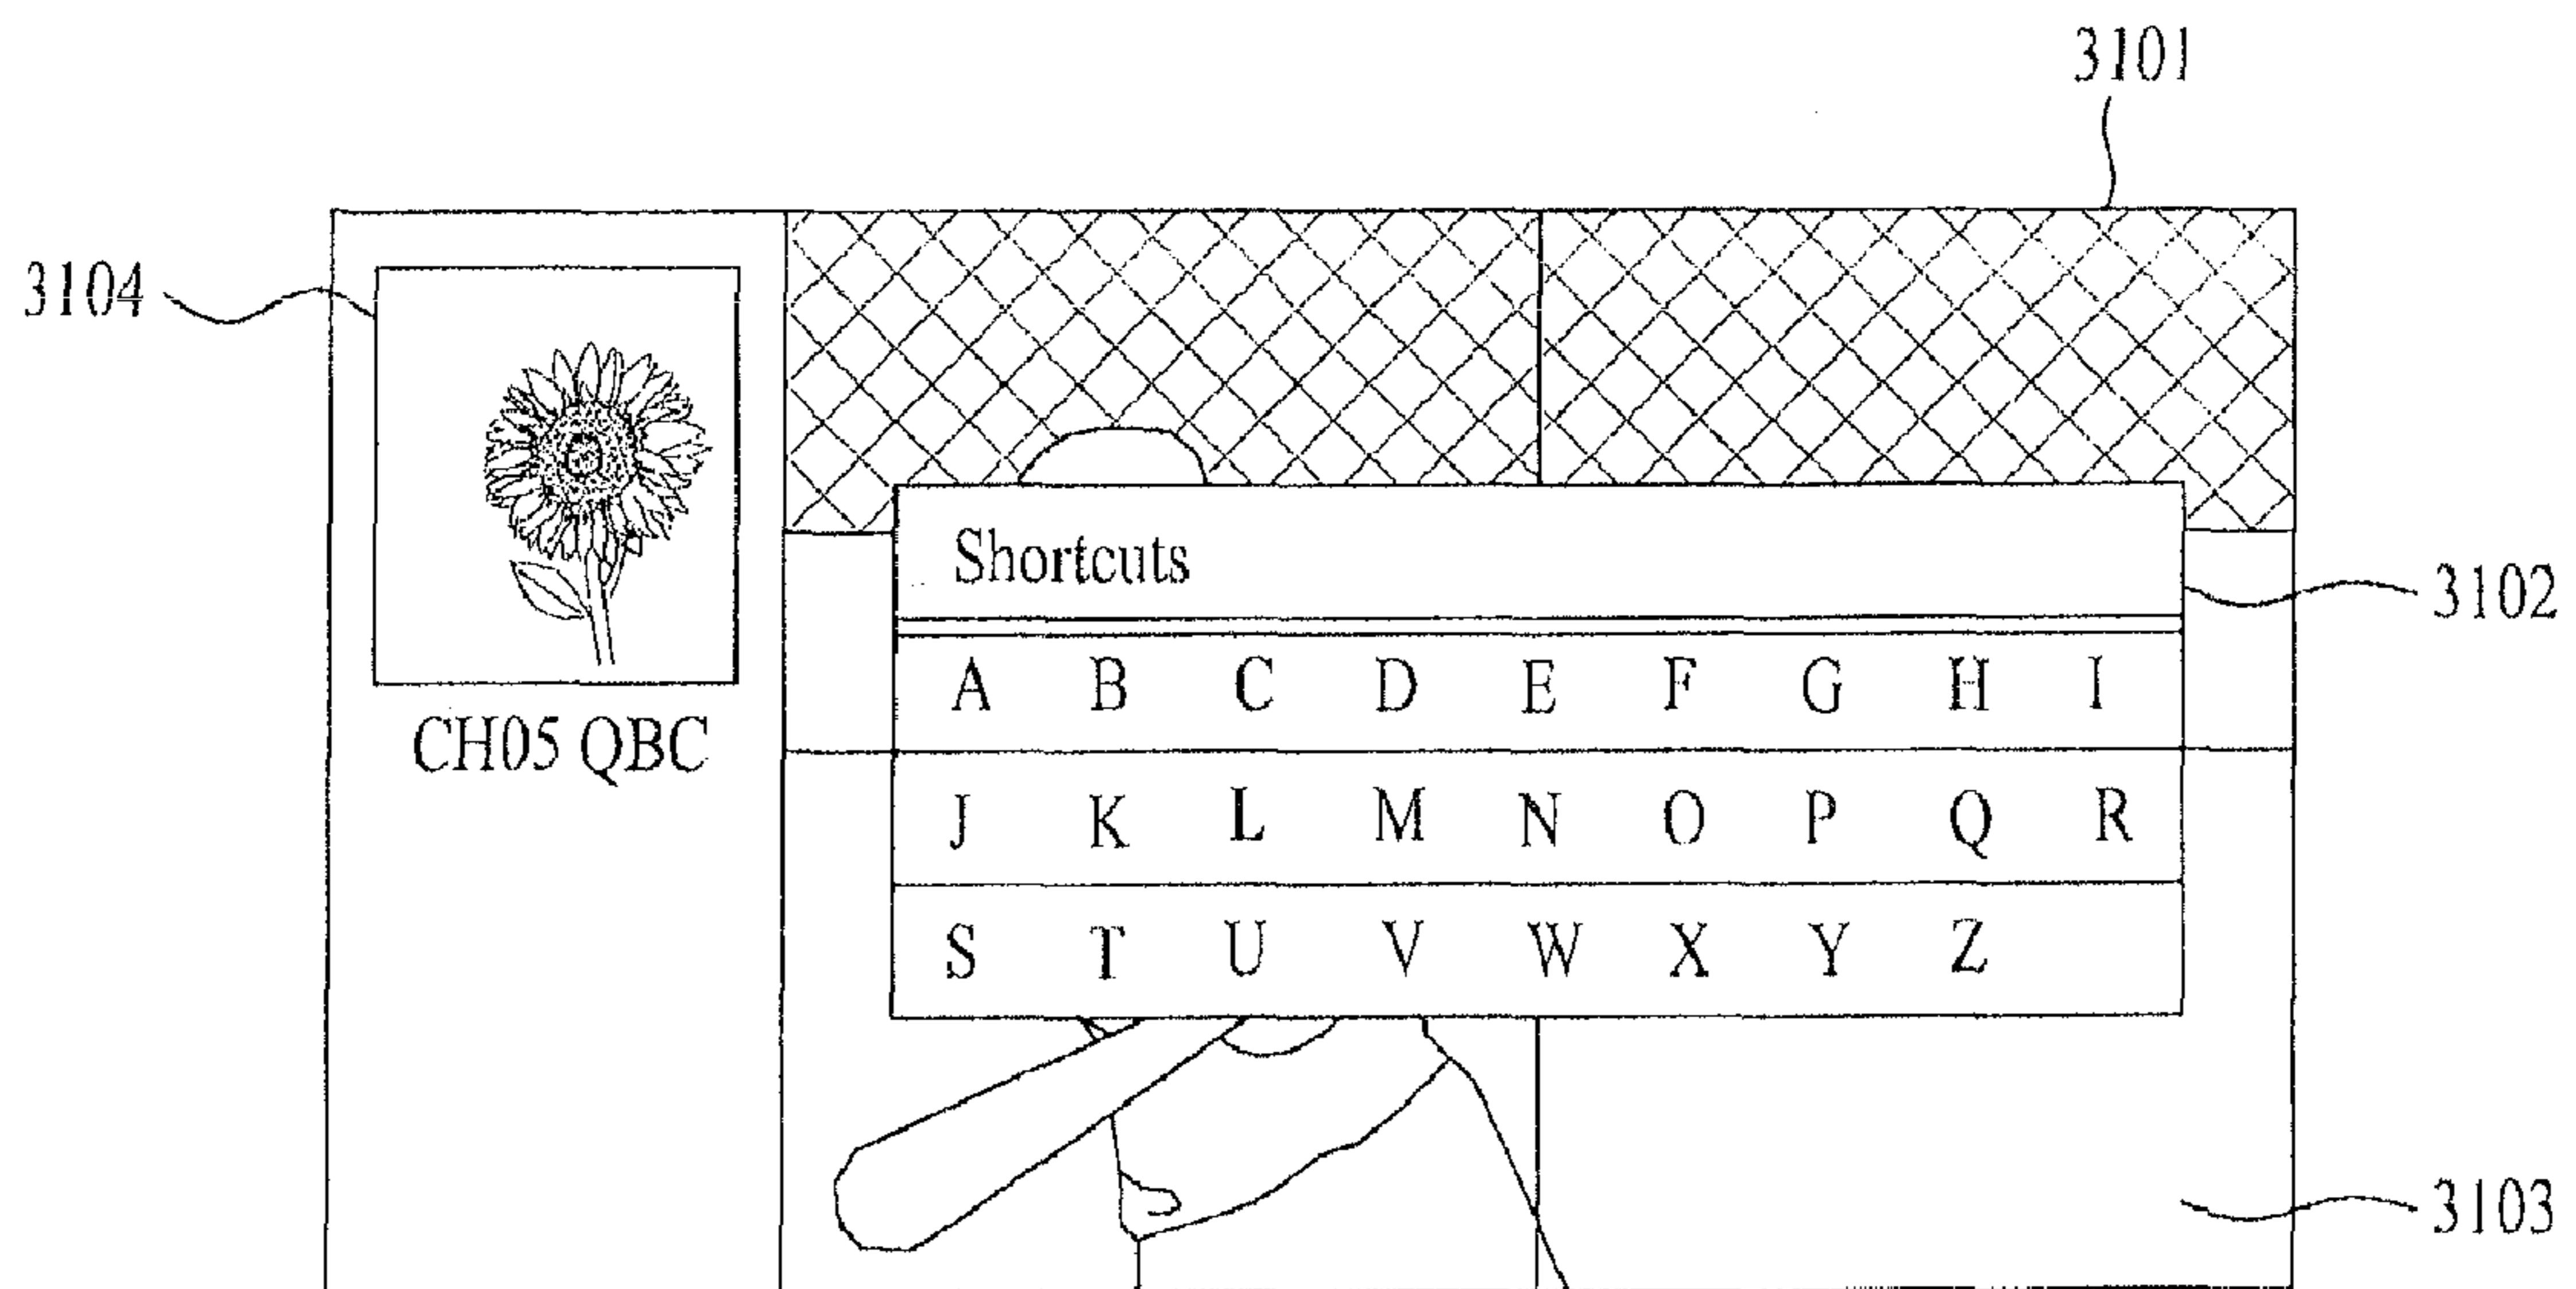 3101
3104
Shortcuts
3102
A B C D E F G H I
CH05 QBC
J K L M N O P Q R
S T U V W X Y Z
3103